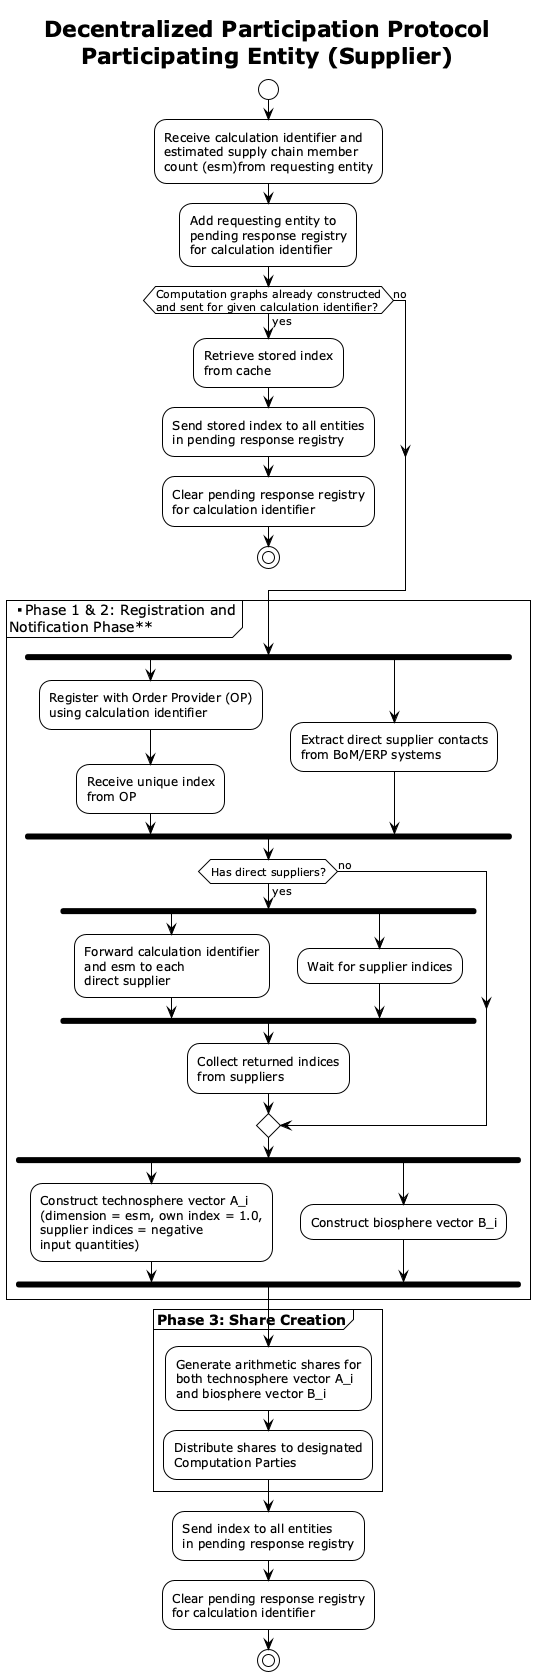 Decentralized Participation Protocol
Participating Entity (Supplier)
Receive calculation identifier and
estimated supply chain member
count (esm)from requesting entity
Add requesting entity to
pending response registry
for calculation identifier
Computation graphs already constructed
and sent for given calculation identifier?
no
yes
Retrieve stored index
from cache
Send stored index to all entities
in pending response registry
Clear pending response registry
for calculation identifier
▪Phase 1 & 2: Registration and
Notification Phase**
Register with Order Provider (OP)
using calculation identifier
Extract direct supplier contacts
from BoM/ERP systems
Receive unique index
from OP
Has direct suppliers?
no
yes
Forward calculation identifier
and esm to each
direct supplier
Wait for supplier indices
Collect returned indices
from suppliers
Construct technosphere vector A_i
(dimension = esm, own index = 1.0,
supplier indices = negative
input quantities)
Construct biosphere vector B_i
Phase 3: Share Creation
Generate arithmetic shares for
both technosphere vector A_i
and biosphere vector B_i
Distribute shares to designated
Computation Parties
Send index to all entities
in pending response registry
Clear pending response registry
for calculation identifier